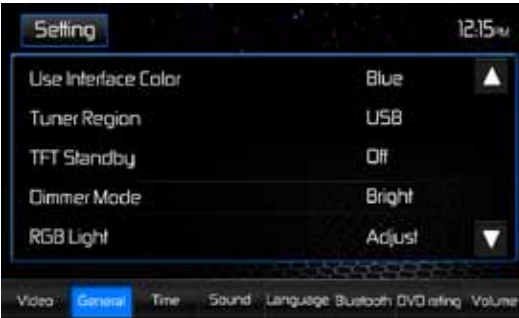 Setting 12:15PM
Use Interface Color Blue
Tuner Region USB
TFT Standby Off
Dimmer Mode Bright
RGB Light Adjust
Video General Time Sound Language Bluetooth DVD rating Volume